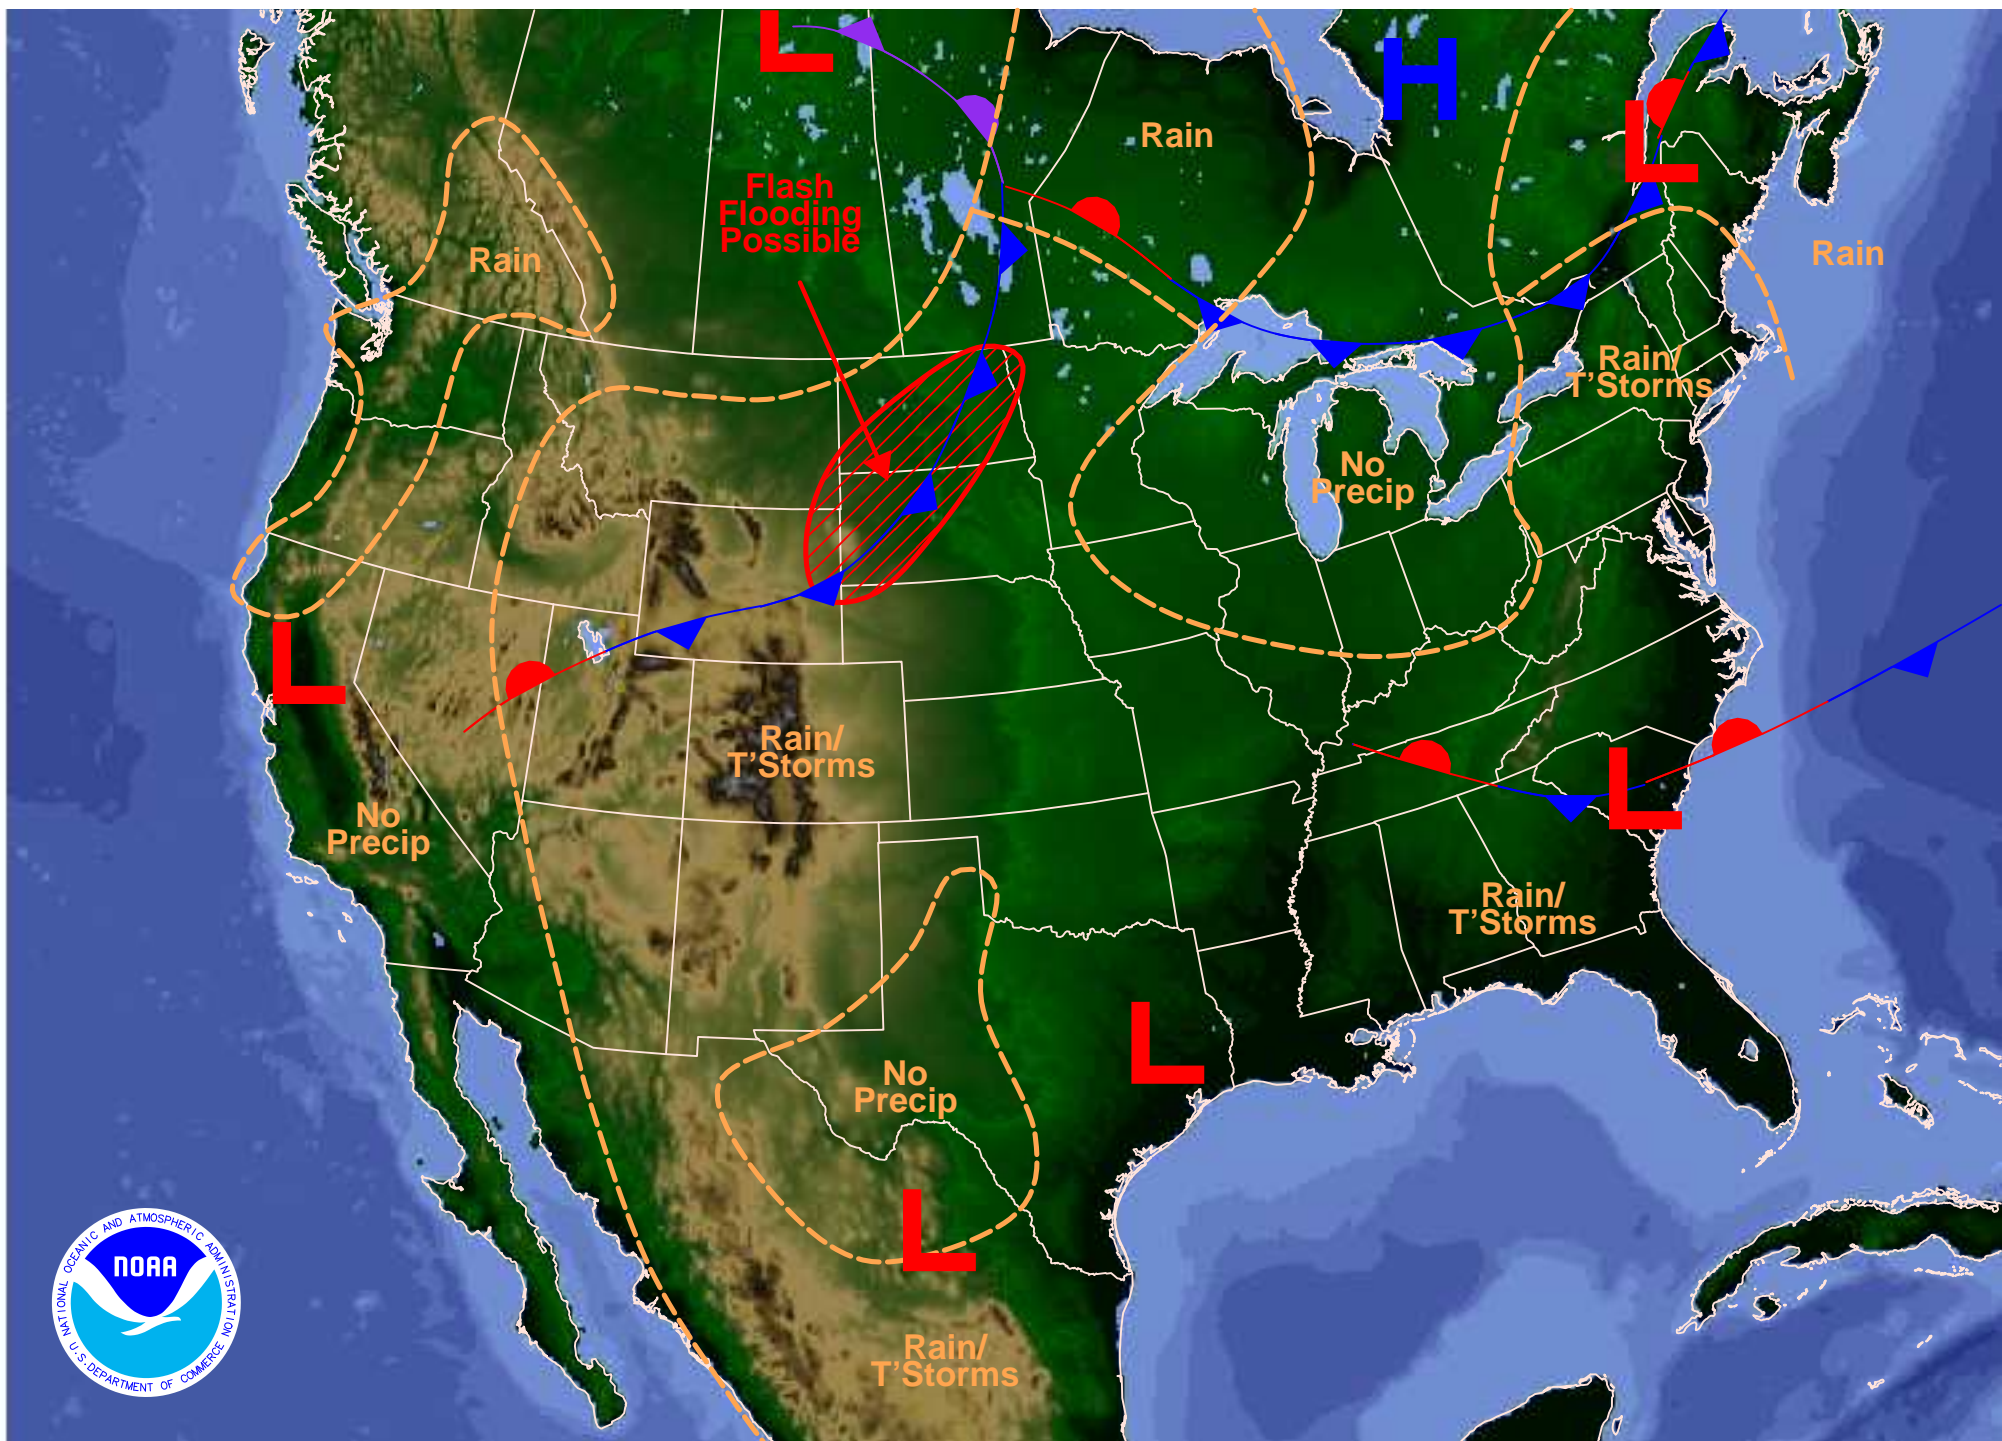 L
H
L
Rain
Flash
Flooding
Possible
Rain
Rain
Rain/
T'Storms
No
Precip
L
Rain/
T'Storms
L
No
Precip
Rain/
T'Storms
L
No
Precip
L
Rain/
T'Storms
NATIONAL OCEANIC AND ATMOSPHERIC ADMINISTRATION
NOAA
U.S. DEPARTMENT OF COMMERCE